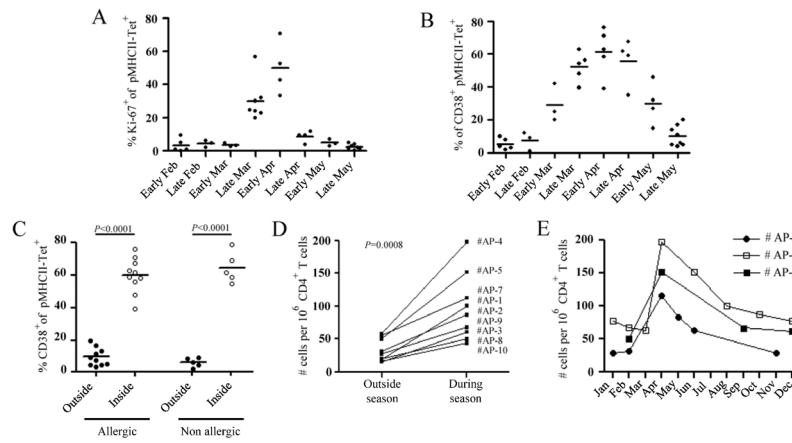 A
% Ki-67+ of pMHCII-Tet+
80
60
40
20
0
Early Feb
Late Feb
Early Mar
Late Mar
Early Apr
Late Apr
Early May
Late May
B
% of CD38+ pMHCII-Tet+
80
60
40
20
0
Early Feb
Late Feb
Early Mar
Late Mar
Early Apr
Late Apr
Early May
Late May
C
% CD38+ of pMHCII-Tet+
P<0.0001
P<0.0001
80
60
40
20
0
Outside
Inside
Outside
Inside
Allergic
Non allergic
D
# cells per 10⁶ CD4+ T cells
P=0.0008
200
150
100
50
0
#AP-4
#AP-5
#AP-7
#AP-1
#AP-2
#AP-9
#AP-3
#AP-8
#AP-10
Outside season
During season
E
# cells per 10⁶ CD4+ T cells
200
150
100
50
0
# AP-
# AP-
# AP-
Jan
Feb
Mar
Apr
May
Jun
Jul
Aug
Sep
Oct
Nov
Dec